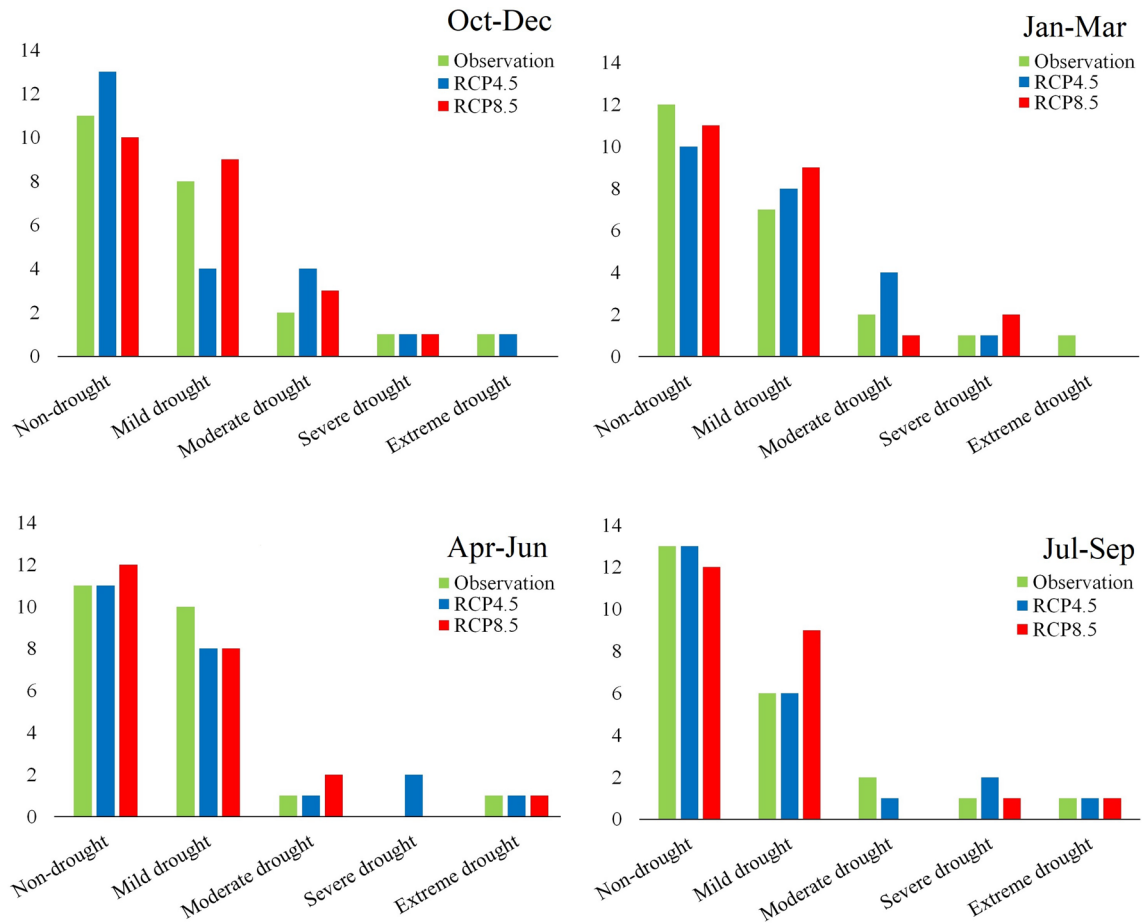 Oct-Dec
14
12
10
8
6
4
2
0
Observation
RCP4.5
RCP8.5
Non-drought
Mild drought
Moderate drought
Severe drought
Extreme drought
Jan-Mar
14
12
10
8
6
4
2
0
Observation
RCP4.5
RCP8.5
Non-drought
Mild drought
Moderate drought
Severe drought
Extreme drought
Apr-Jun
14
12
10
8
6
4
2
0
Observation
RCP4.5
RCP8.5
Non-drought
Mild drought
Moderate drought
Severe drought
Extreme drought
Jul-Sep
14
12
10
8
6
4
2
0
Observation
RCP4.5
RCP8.5
Non-drought
Mild drought
Moderate drought
Severe drought
Extreme drought